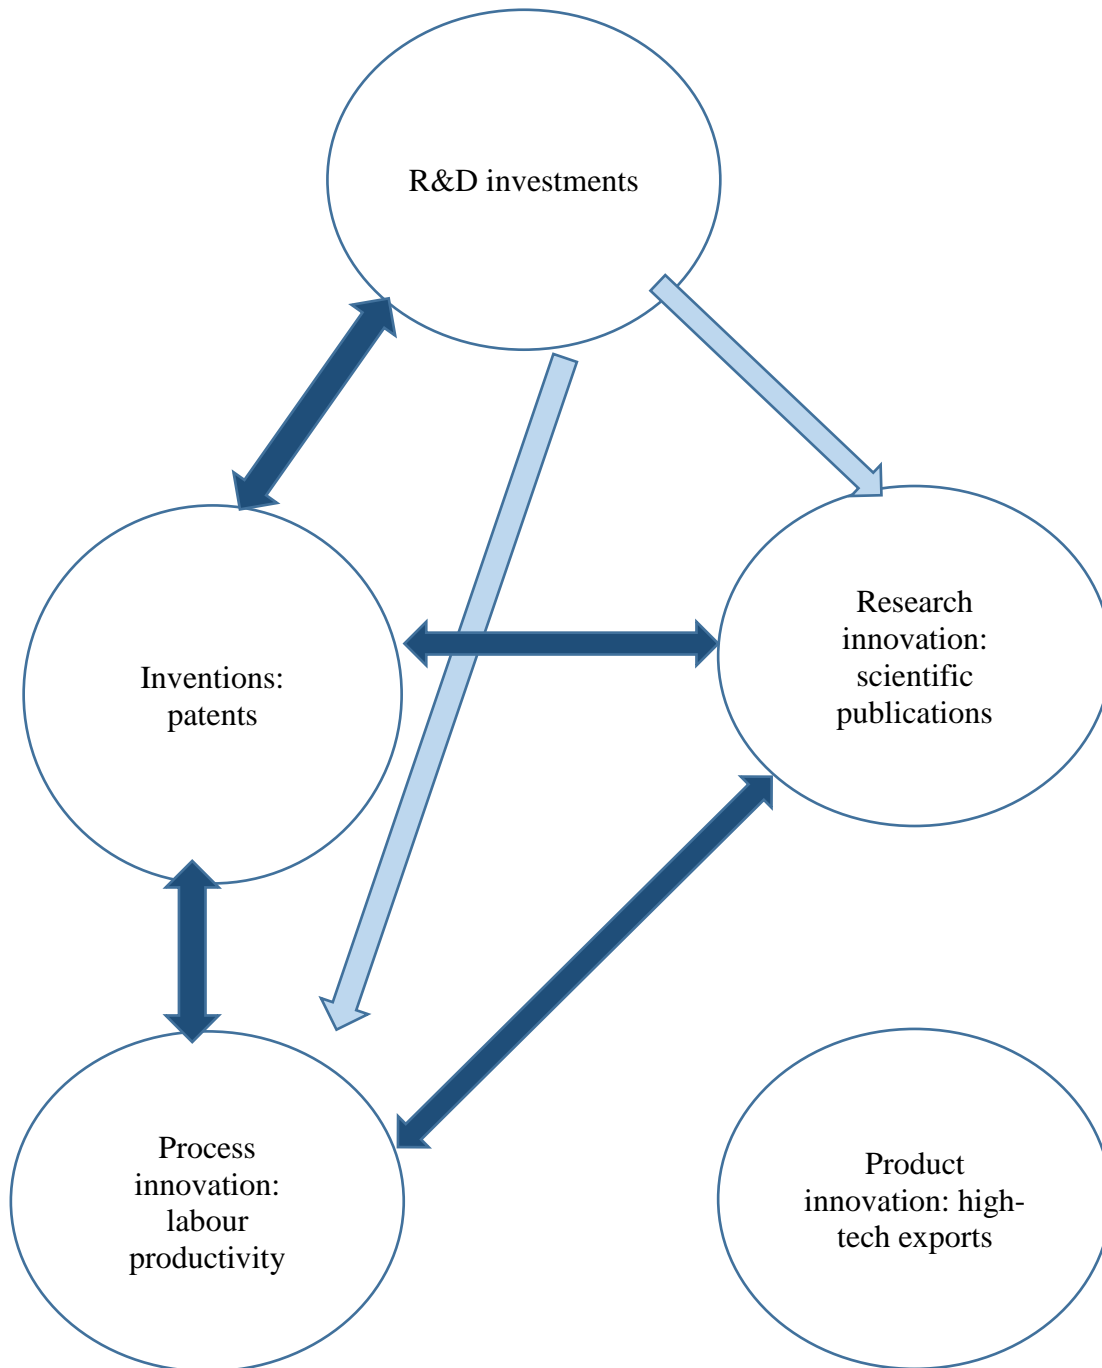 R&D investments
Research
innovation:
scientific
publications
Inventions:
patents
Process
innovation:
labour
productivity
Product
innovation: high-
tech exports